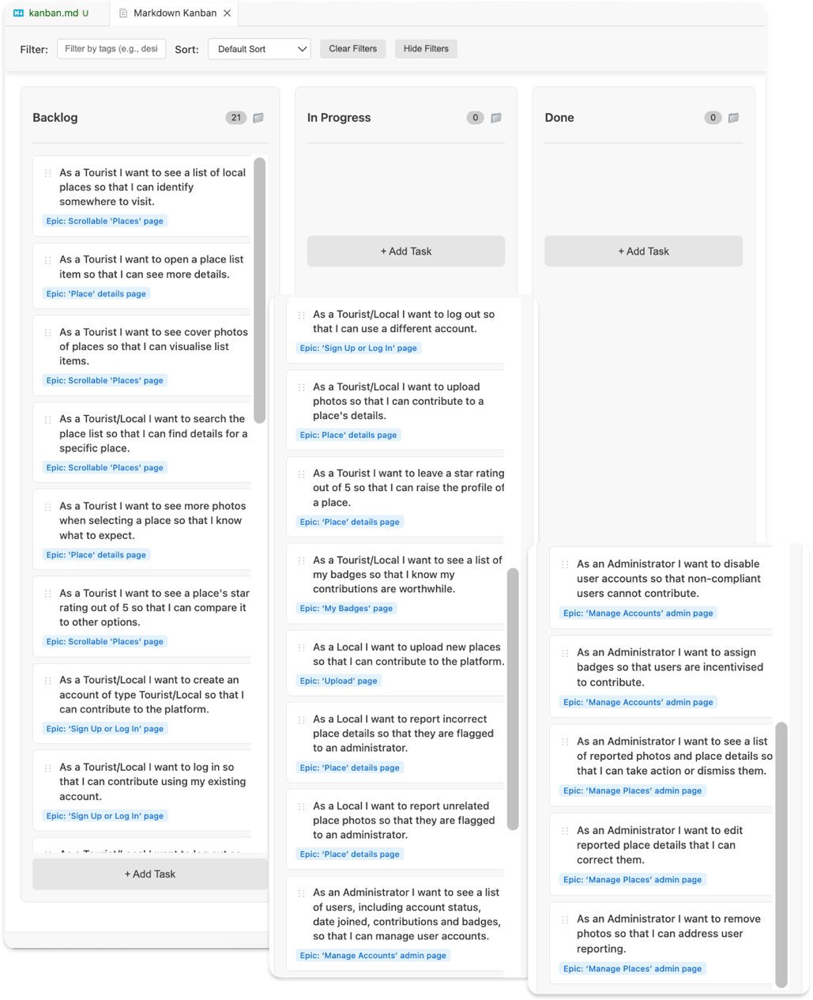 kanban.md U
Markdown Kanban
Filter:
Filter by tags (e.g., desi
Sort:
Default Sort
Clear Filters
Hide Filters
Backlog
21
As a Tourist I want to see a list of local
places so that I can identify
somewhere to visit.
Epic: Scrollable 'Places' page
As a Tourist I want to open a place list
item so that I can see more details.
Epic: 'Place' details page
As a Tourist I want to see cover photos
of places so that I can visualise list
items.
Epic: Scrollable 'Places' page
As a Tourist/Local I want to search the
place list so that I can find details for a
specific place.
Epic: Scrollable 'Places' page
As a Tourist I want to see more photos
when selecting a place so that I know
what to expect.
Epic: 'Place' details page
As a Tourist I want to see a place's star
rating out of 5 so that I can compare it
to other options.
Epic: Scrollable 'Places' page
As a Tourist/Local I want to create an
account of type Tourist/Local so that I
can contribute to the platform.
Epic: ‘Sign Up or Log In’ page
As a Tourist/Local I want to log in so
that I can contribute using my existing
account.
Epic: ‘Sign Up or Log In’ page
As a Tourist/Local I want to log out so
+ Add Task
In Progress
0
+ Add Task
As a Tourist/Local I want to log out so
that I can use a different account.
Epic: ‘Sign Up or Log In’ page
As a Tourist/Local I want to upload
photos so that I can contribute to a
place's details.
Epic: Place' details page
As a Tourist I want to leave a star rating
out of 5 so that I can raise the profile of
a place.
Epic: ‘Place’ details page
As a Tourist/Local I want to see a list of
my badges so that I know my
contributions are worthwhile.
Epic: ‘My Badges’ page
As a Local I want to upload new places
so that I can contribute to the platform.
Epic: ‘Upload’ page
As a Local I want to report incorrect
place details so that they are flagged
to an administrator.
Epic: ‘Place’ details page
As a Local I want to report unrelated
place photos so that they are flagged
to an administrator.
Epic: ‘Place’ details page
As an Administrator I want to see a list
of users, including account status,
date joined, contributions and badges,
so that I can manage user accounts.
Epic: ‘Manage Accounts’ admin page
Done
0
+ Add Task
As an Administrator I want to disable
user accounts so that non-compliant
users cannot contribute.
Epic: ‘Manage Accounts’ admin page
As an Administrator I want to assign
badges so that users are incentivised
to contribute.
Epic: ‘Manage Accounts’ admin page
As an Administrator I want to see a list
of reported photos and place details so
that I can take action or dismiss them.
Epic: ‘Manage Places’ admin page
As an Administrator I want to edit
reported place details that I can
correct them.
Epic: ‘Manage Places’ admin page
As an Administrator I want to remove
photos so that I can address user
reporting.
Epic: ‘Manage Places’ admin page